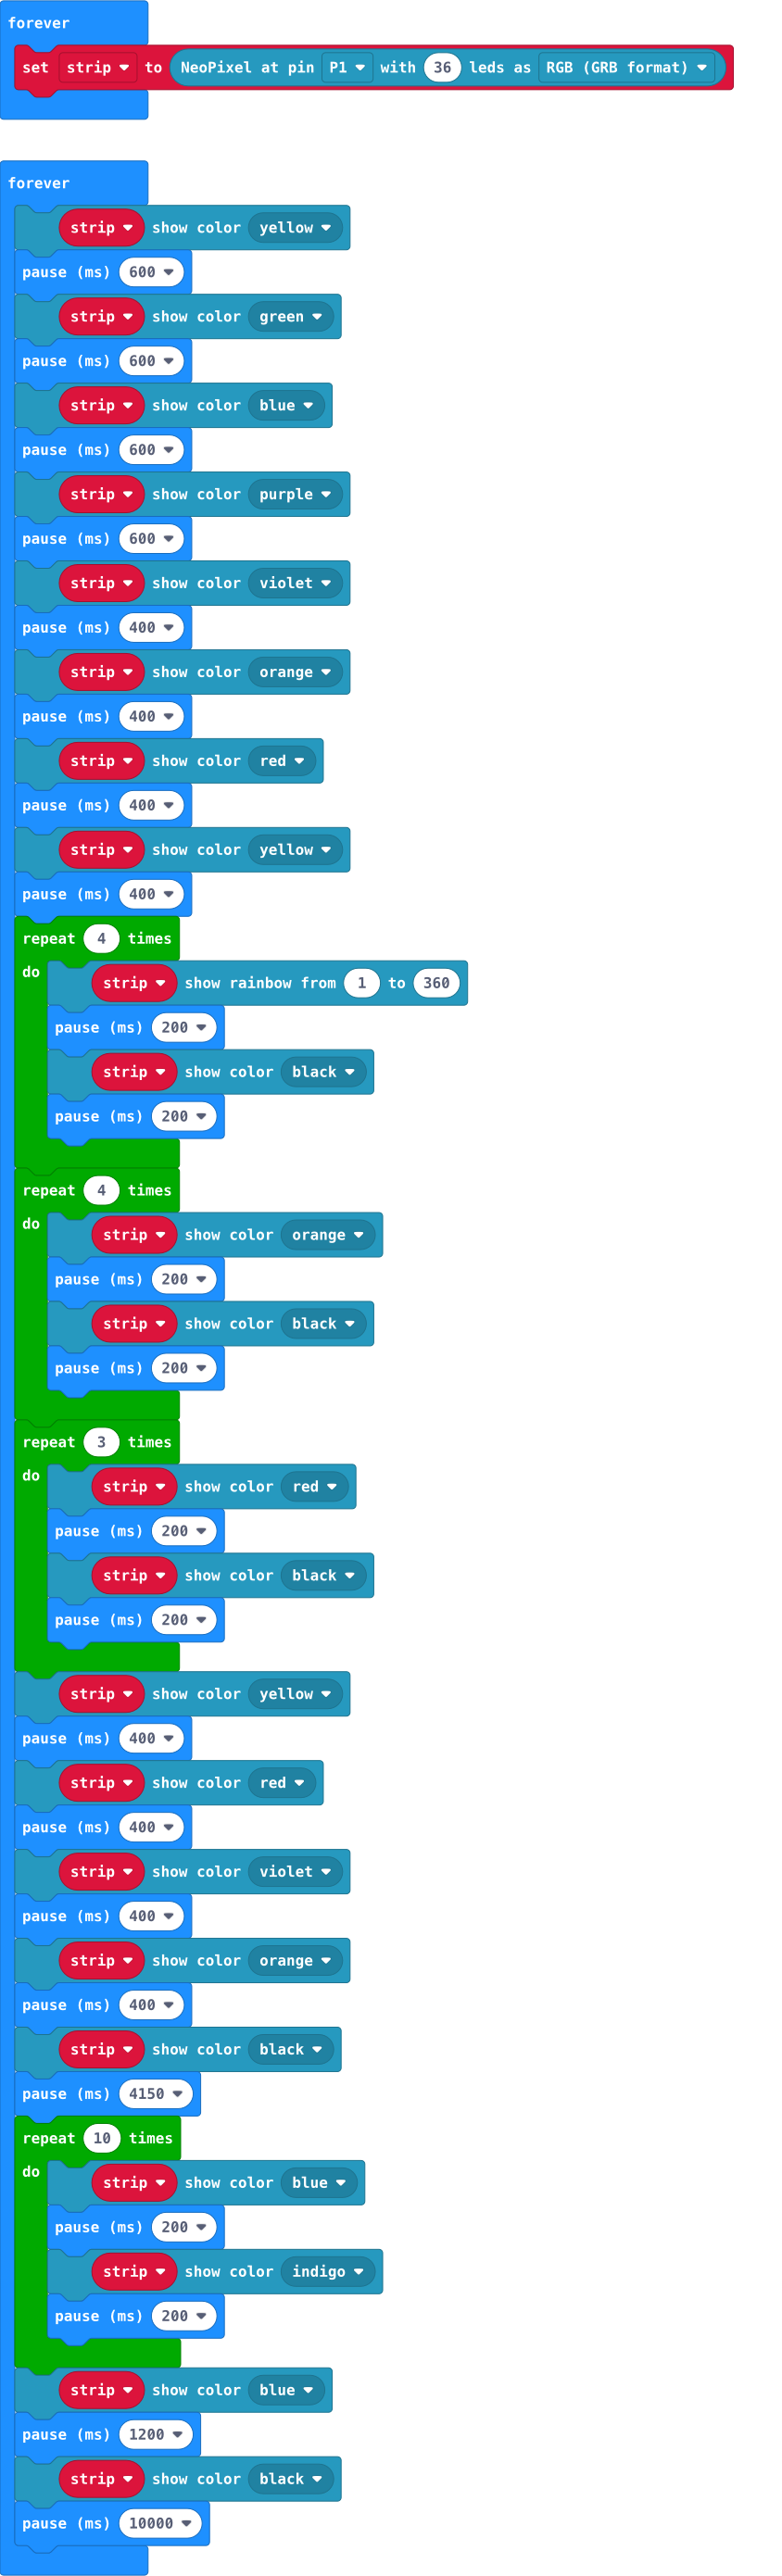 forever
set strip to NeoPixel at pin P1 with 36 leds as RGB (GRB format)
forever
strip show color yellow
pause (ms) 600
strip show color green
pause (ms) 600
strip show color blue
pause (ms) 600
strip show color purple
pause (ms) 600
strip show color violet
pause (ms) 400
strip show color orange
pause (ms) 400
strip show color red
pause (ms) 400
strip show color yellow
pause (ms) 400
repeat 4 times
do strip show rainbow from 1 to 360
pause (ms) 200
strip show color black
pause (ms) 200
repeat 4 times
do strip show color orange
pause (ms) 200
strip show color black
pause (ms) 200
repeat 3 times
do strip show color red
pause (ms) 200
strip show color black
pause (ms) 200
strip show color yellow
pause (ms) 400
strip show color red
pause (ms) 400
strip show color violet
pause (ms) 400
strip show color orange
pause (ms) 400
strip show color black
pause (ms) 4150
repeat 10 times
do strip show color blue
pause (ms) 200
strip show color indigo
pause (ms) 200
strip show color blue
pause (ms) 1200
strip show color black
pause (ms) 10000